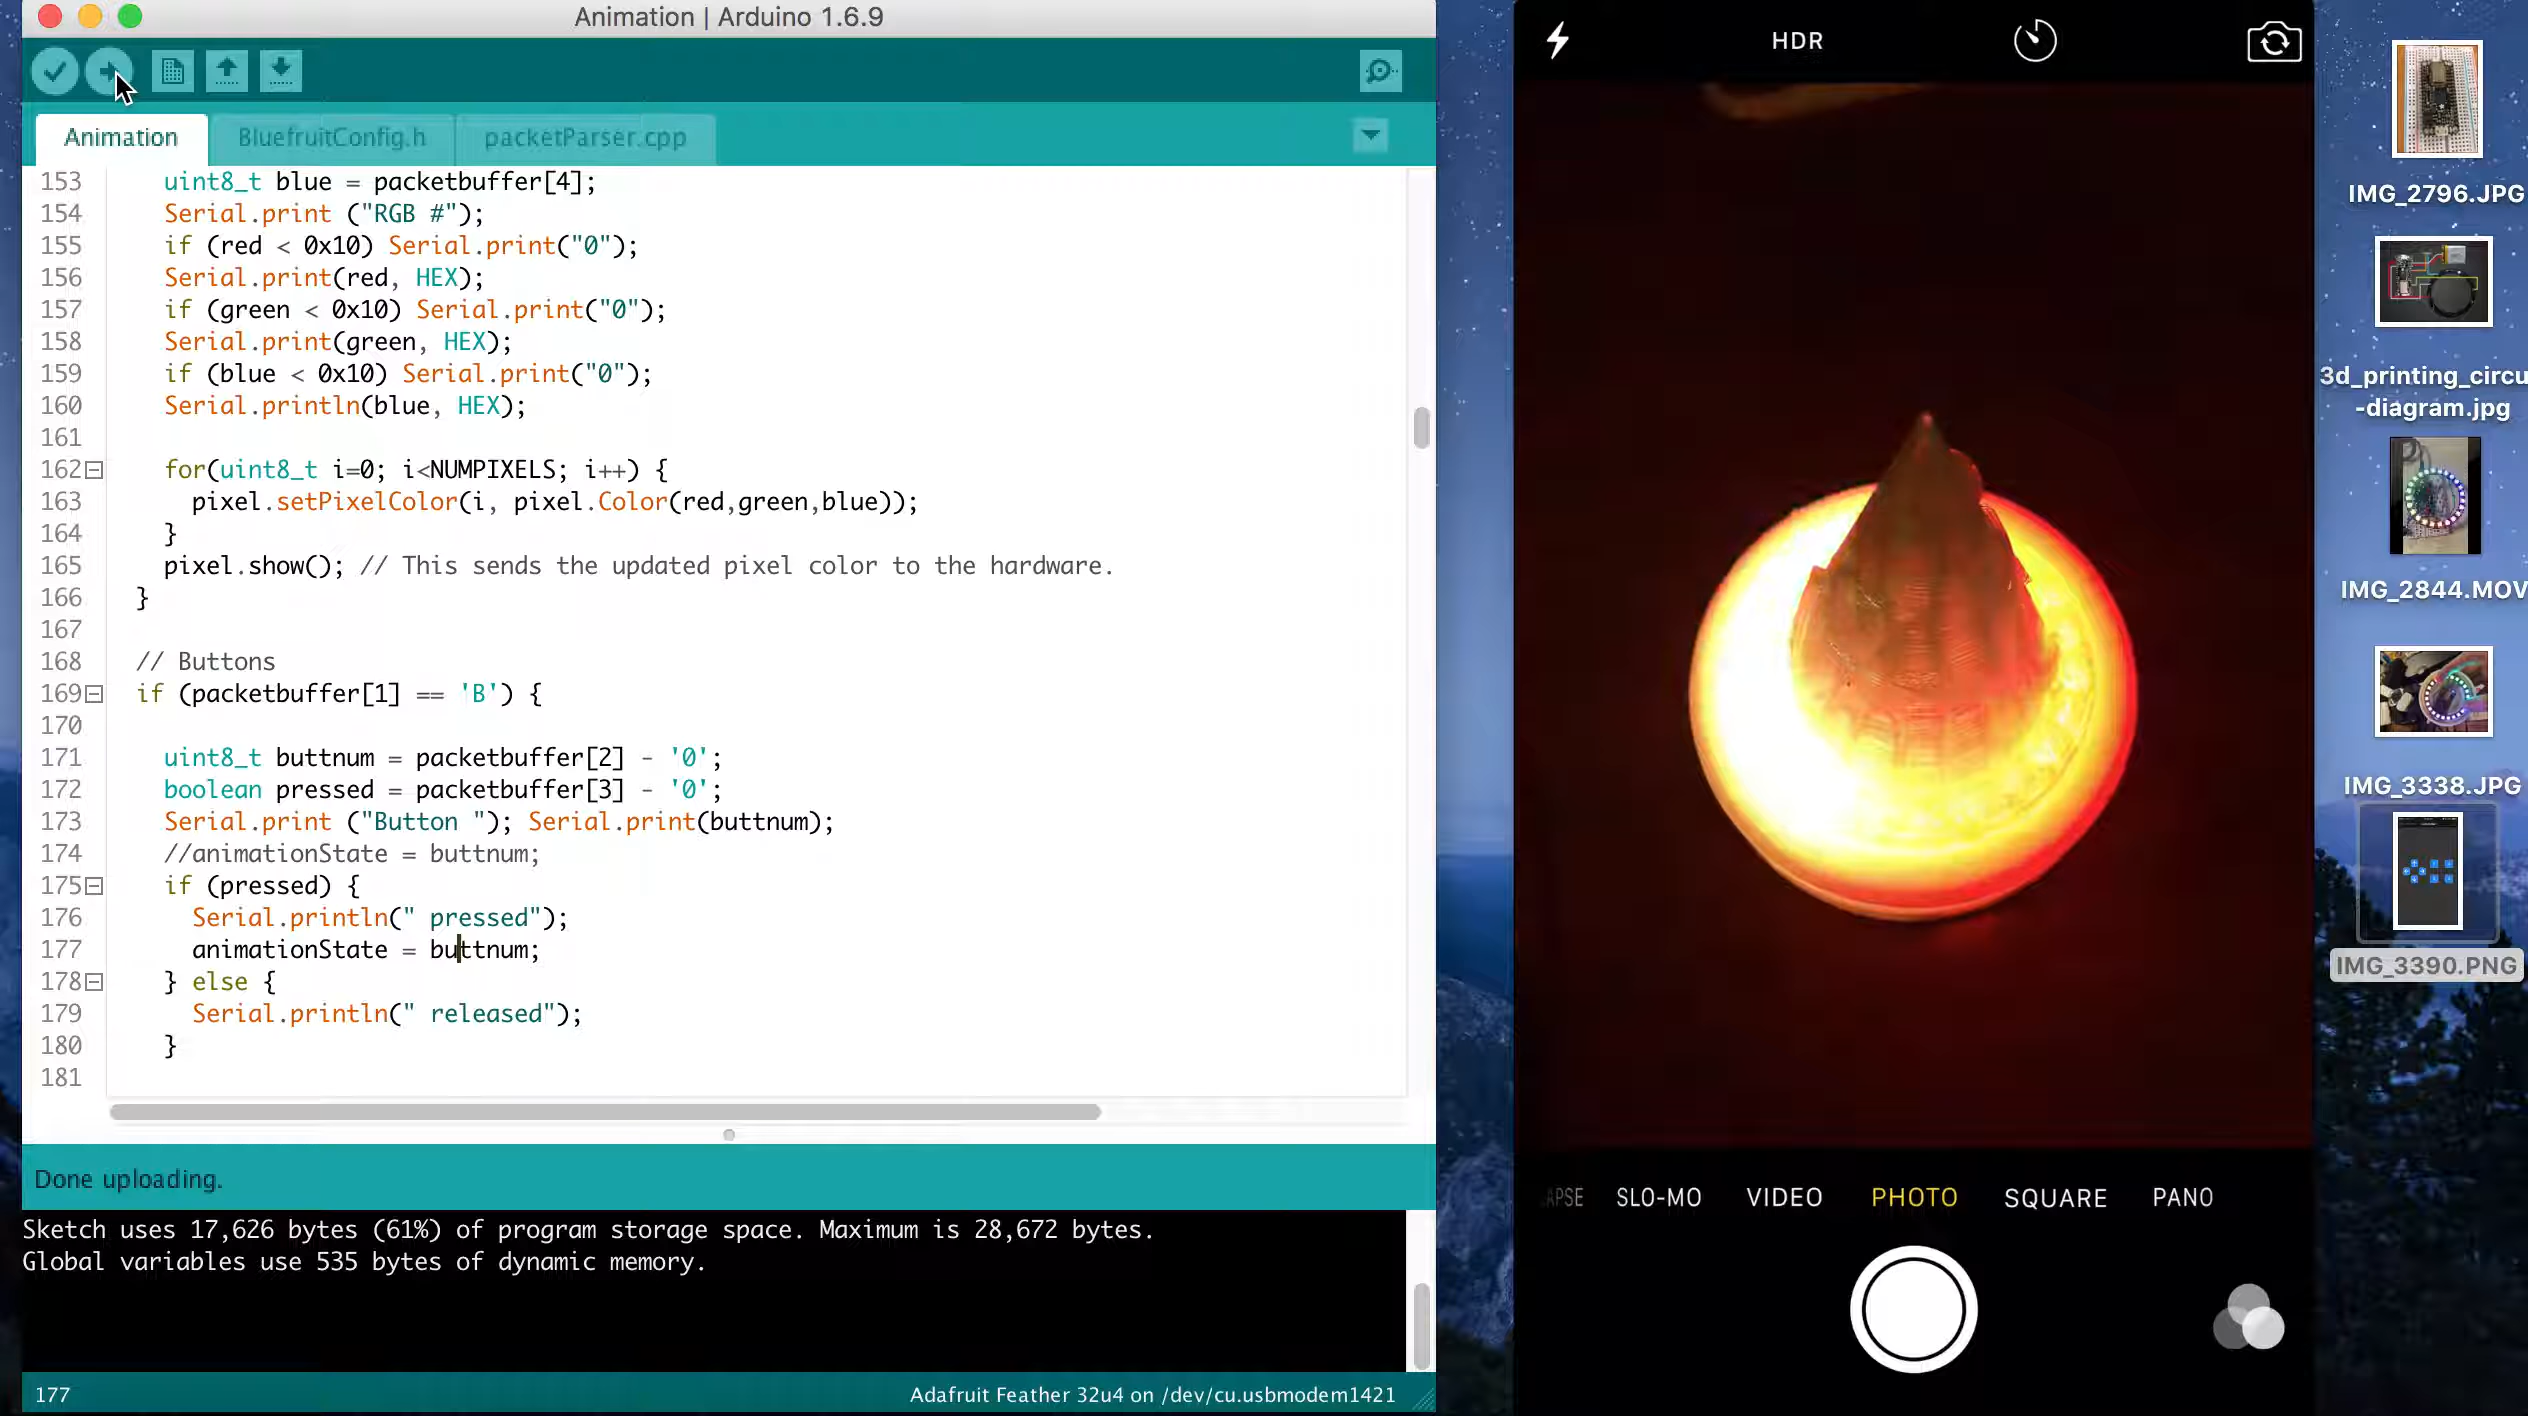 Animation | Arduino 1.6.9
Animation
BluefruitConfig.h
packetParser.cpp
153 uint8_t blue = packetbuffer[4];
154 Serial.print ("RGB #");
155 if (red < 0x10) Serial.print("0");
156 Serial.print(red, HEX);
157 if (green < 0x10) Serial.print("0");
158 Serial.print(green, HEX);
159 if (blue < 0x10) Serial.print("0");
160 Serial.println(blue, HEX);
161
162 for(uint8_t i=0; i<NUMPIXELS; i++) {
163 pixel.setPixelColor(i, pixel.Color(red,green,blue));
164 }
165 pixel.show(); // This sends the updated pixel color to the hardware.
166 }
167
168 // Buttons
169 if (packetbuffer[1] == 'B') {
170
171 uint8_t buttnum = packetbuffer[2] - '0';
172 boolean pressed = packetbuffer[3] - '0';
173 Serial.print ("Button "); Serial.print(buttnum);
174 //animationState = buttnum;
175 if (pressed) {
176 Serial.println(" pressed");
177 animationState = buttnum;
178 } else {
179 Serial.println(" released");
180 }
181
Done uploading.
Sketch uses 17,626 bytes (61%) of program storage space. Maximum is 28,672 bytes.
Global variables use 535 bytes of dynamic memory.
177
Adafruit Feather 32u4 on /dev/cu.usbmodem1421
HDR
APSE SLO-MO VIDEO PHOTO SQUARE PANO
IMG_2796.JPG
3d_printing_circu
-diagram.jpg
IMG_2844.MOV
IMG_3338.JPG
IMG_3390.PNG